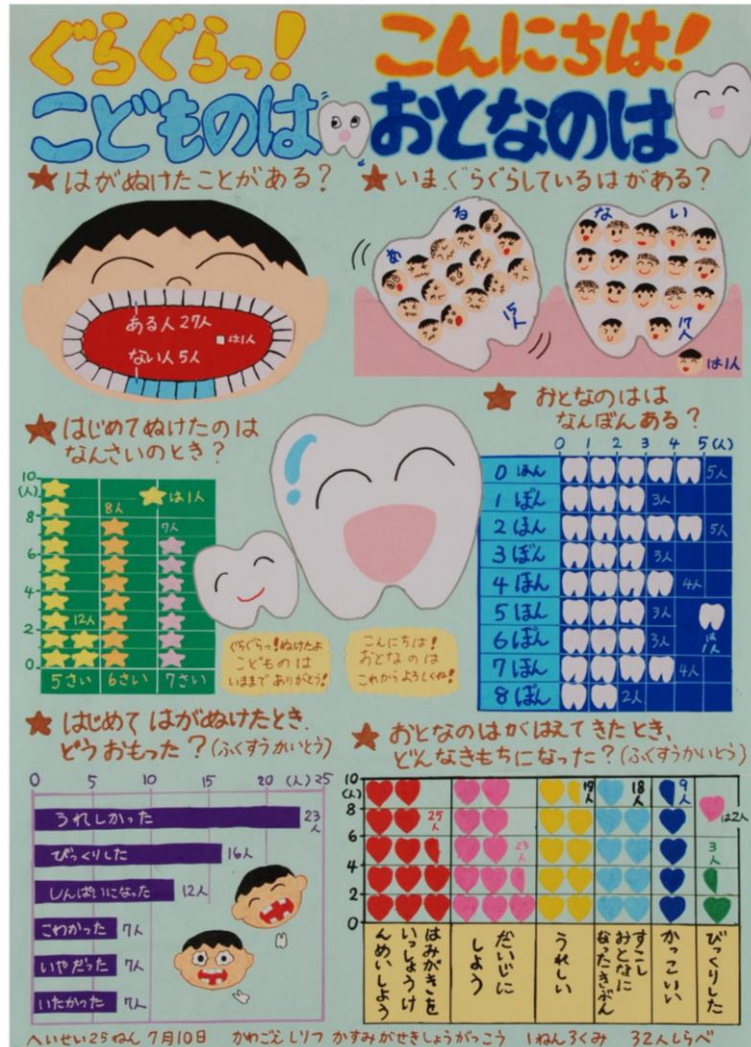 ぐらぐらっ!
こどものは
こんにちは!
おとなのは
★はがぬけたことがある?
ある人27人
ない人5人
は1人
★いまぐらぐらしているはがある?
ある
15人
ない
17人
は1人
★はじめてぬけたのは
なんさいのとき?
10
(人)
8
6
4
2
0
12人
8人
7人
は1人
5さい 6さい 7さい
ぐらぐらっ!ぬけたよ
こどものは
いままでありがとう!
こんにちは!
おとなのは
これからよろしくね!
★おとなのはは
なんぼんある?
0 1 2 3 4 5(人)
0ほん 5人
1ぽん 3人
2ほん 5人
3ぼん 3人
4ほん 4人
5ほん 3人
6ぽん 3人
7ほん 4人
8ほん 2人
は1人
★はじめてはがぬけたとき、
どうおもった?(ふくすうかいとう)
0 5 10 15 20 (人) 25
うれしかった 23人
びっくりした 16人
しんぱいになった 12人
こわかった 7人
いやだった 7人
いたかった 7人
★おとなのはがはえてきたとき、
どんなきもちになった?(ふくすうかいとう)
10
(人)
8
6
4
2
0
25人
23人
19人
18人
9人
3人
は2人
はみがきを
いっしょうけ
んめいしよう
だいじに
しよう
うれしい
すこし
おとなに
なったきぶん
かっこいい
びっくりした
へいせい25ねん 7月10日 かわごえしりつ かすみがせきしょうがっこう 1ねん3くみ 32人しらべ